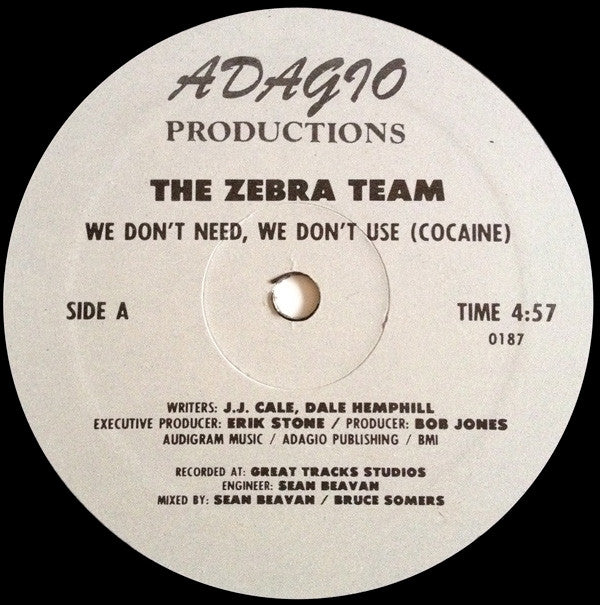 ADAGIO
PRODUCTIONS
THE ZEBRA TEAM
WE DON'T NEED, WE DON'T USE (COCAINE)
SIDE A
TIME 4:57
0187
WRITERS: J.J. CALE, DALE HEMPHILL
EXECUTIVE PRODUCER: ERIK STONE / PRODUCER: BOB JONES
AUDIGRAM MUSIC / ADAGIO PUBLISHING / BMI
RECORDED AT: GREAT TRACKS STUDIOS
ENGINEER: SEAN BEAVAN
MIXED BY: SEAN BEAVAN / BRUCE SOMERS